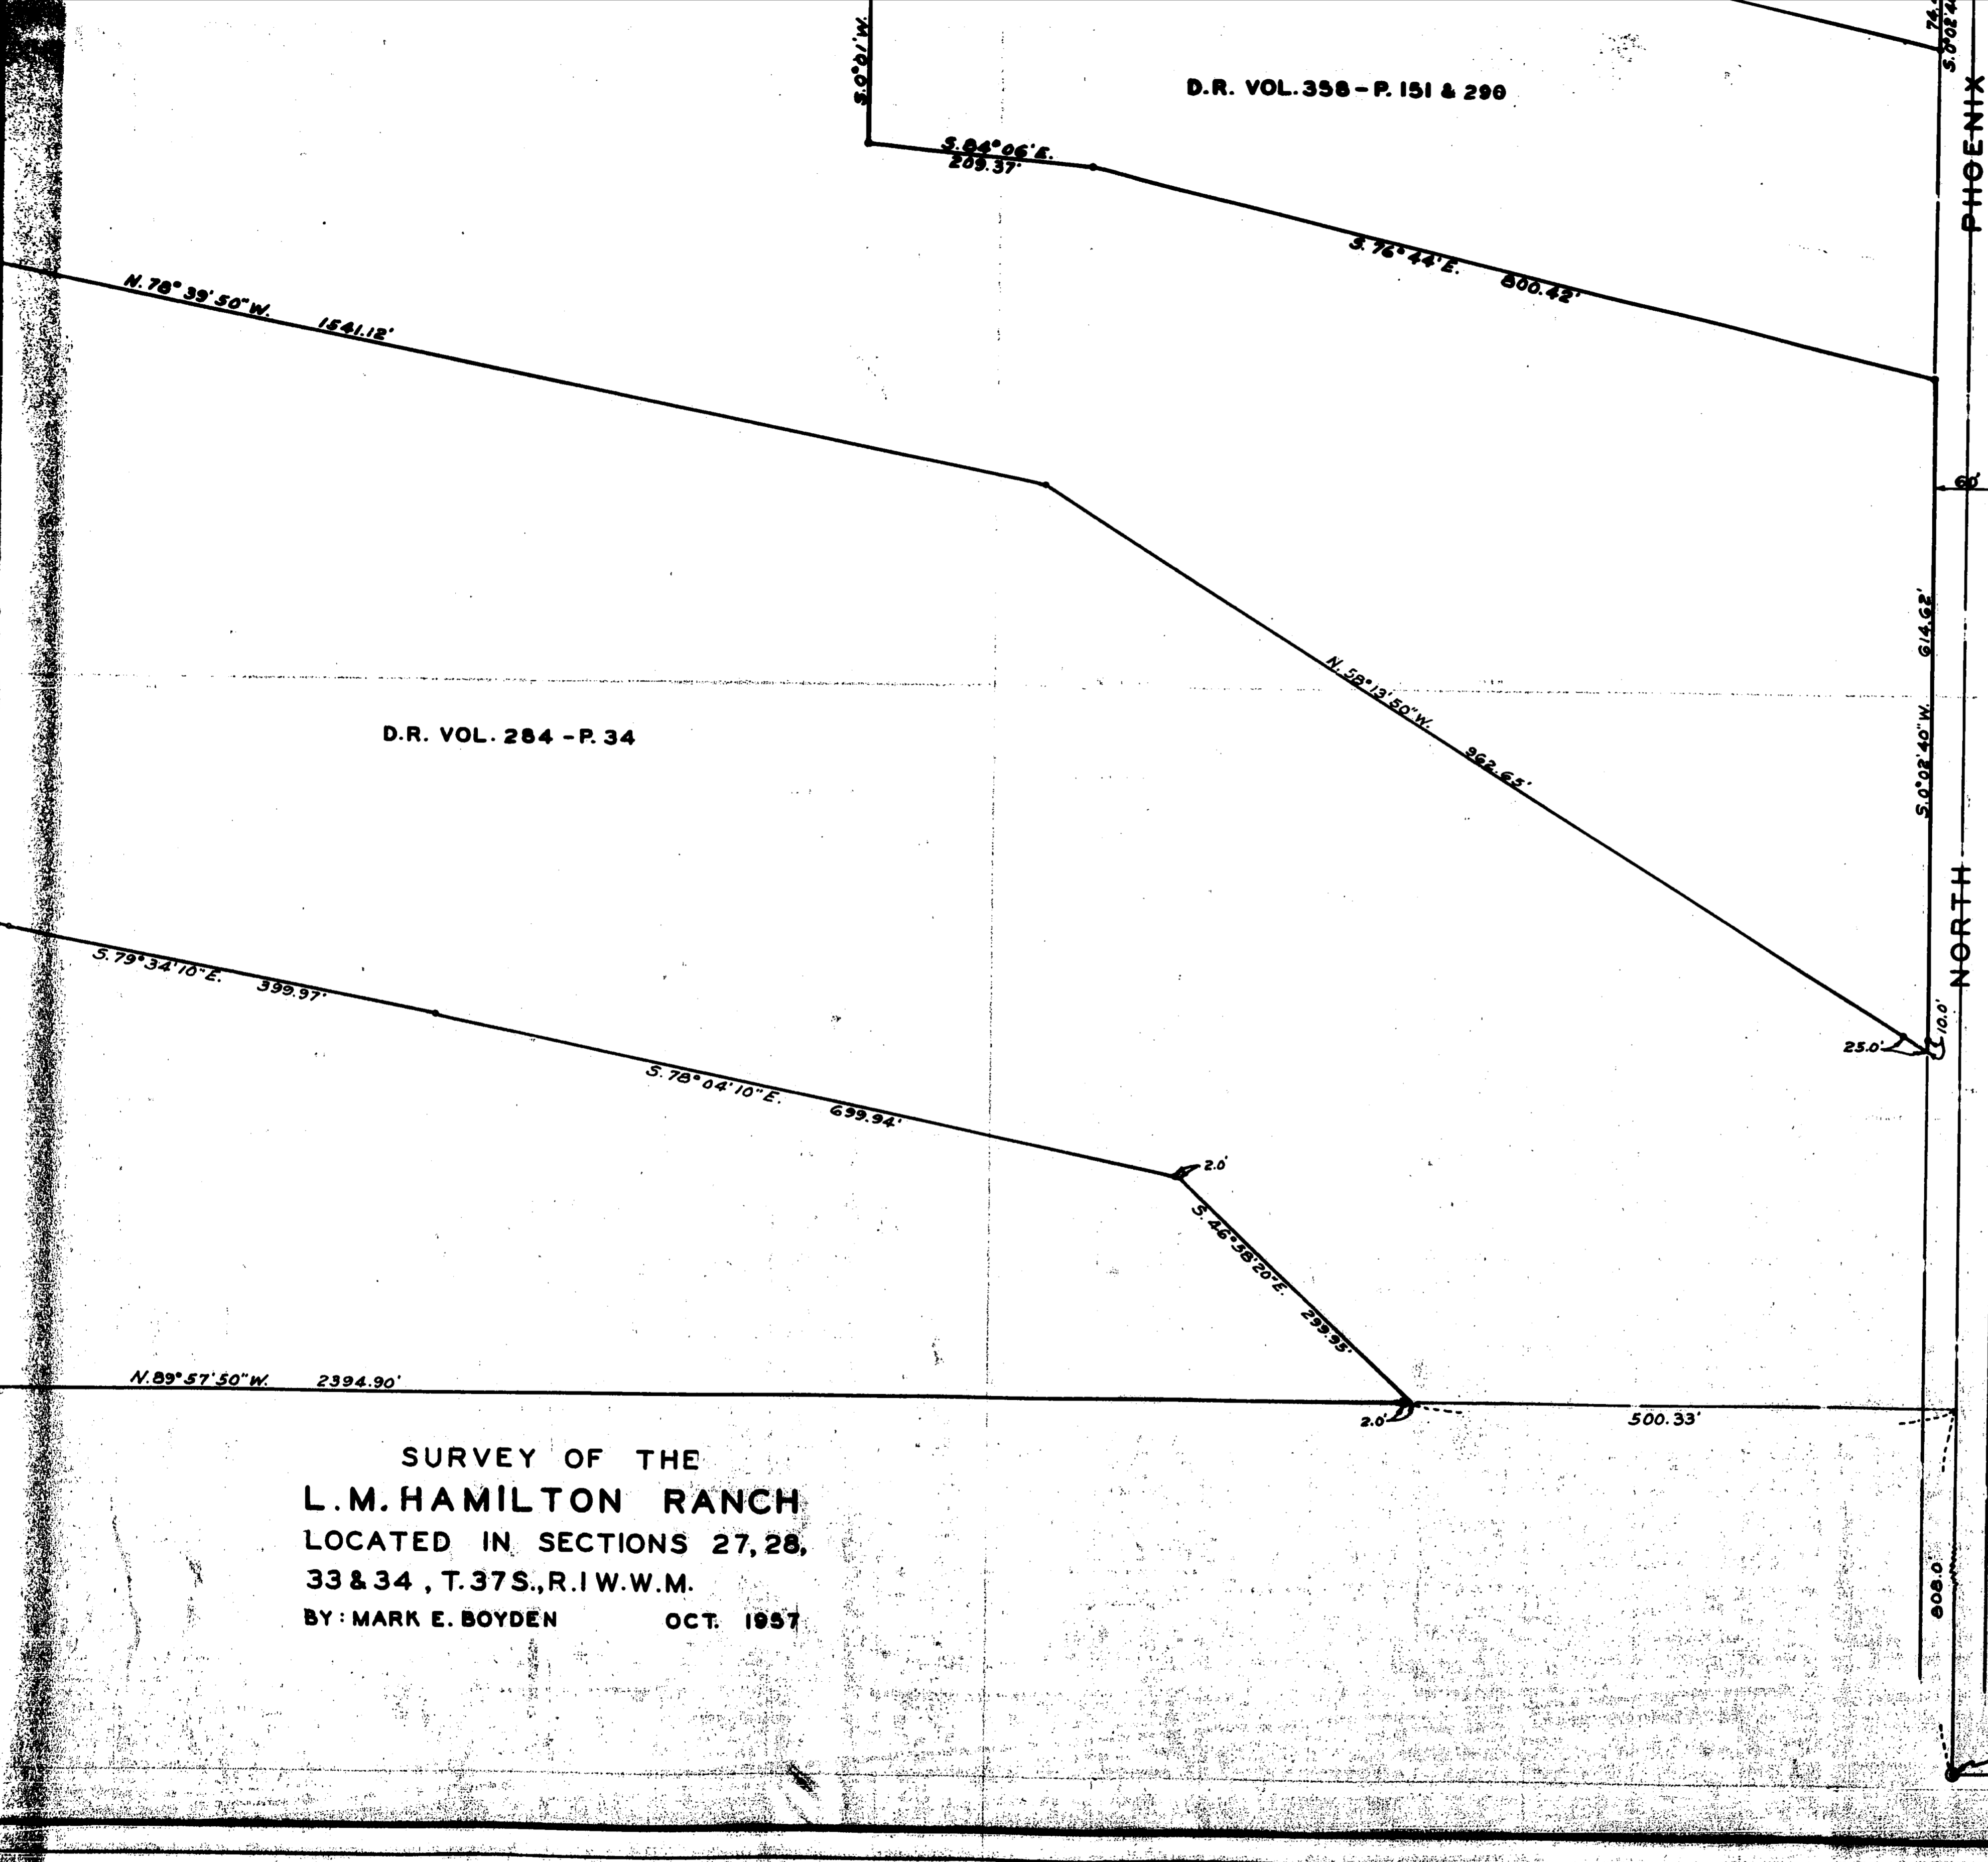 S.0°01'W.
D.R. VOL. 358 - P. 151 & 290
S.0°02'4
PHOENIX
S.84°06'E.
209.37'
S. 76°44'E. 800.42'
N.78°39'50"W. 1541.12'
60'
N.58°13'50"W. 962.65'
S.0°02'40"W. 614.62'
D.R. VOL. 284 - P. 34
NORTH
10.0'
25.0'
S.79°34'10"E. 399.97'
S.78°04'10"E. 699.94'
2.0'
S.46°58'20"E. 299.95'
N.89°57'50"W. 2394.90'
2.0'
500.33'
808.0'
SURVEY OF THE
L.M. HAMILTON RANCH
LOCATED IN SECTIONS 27, 28,
33 & 34, T.37S., R.1W.W.M.
BY: MARK E. BOYDEN OCT. 1957